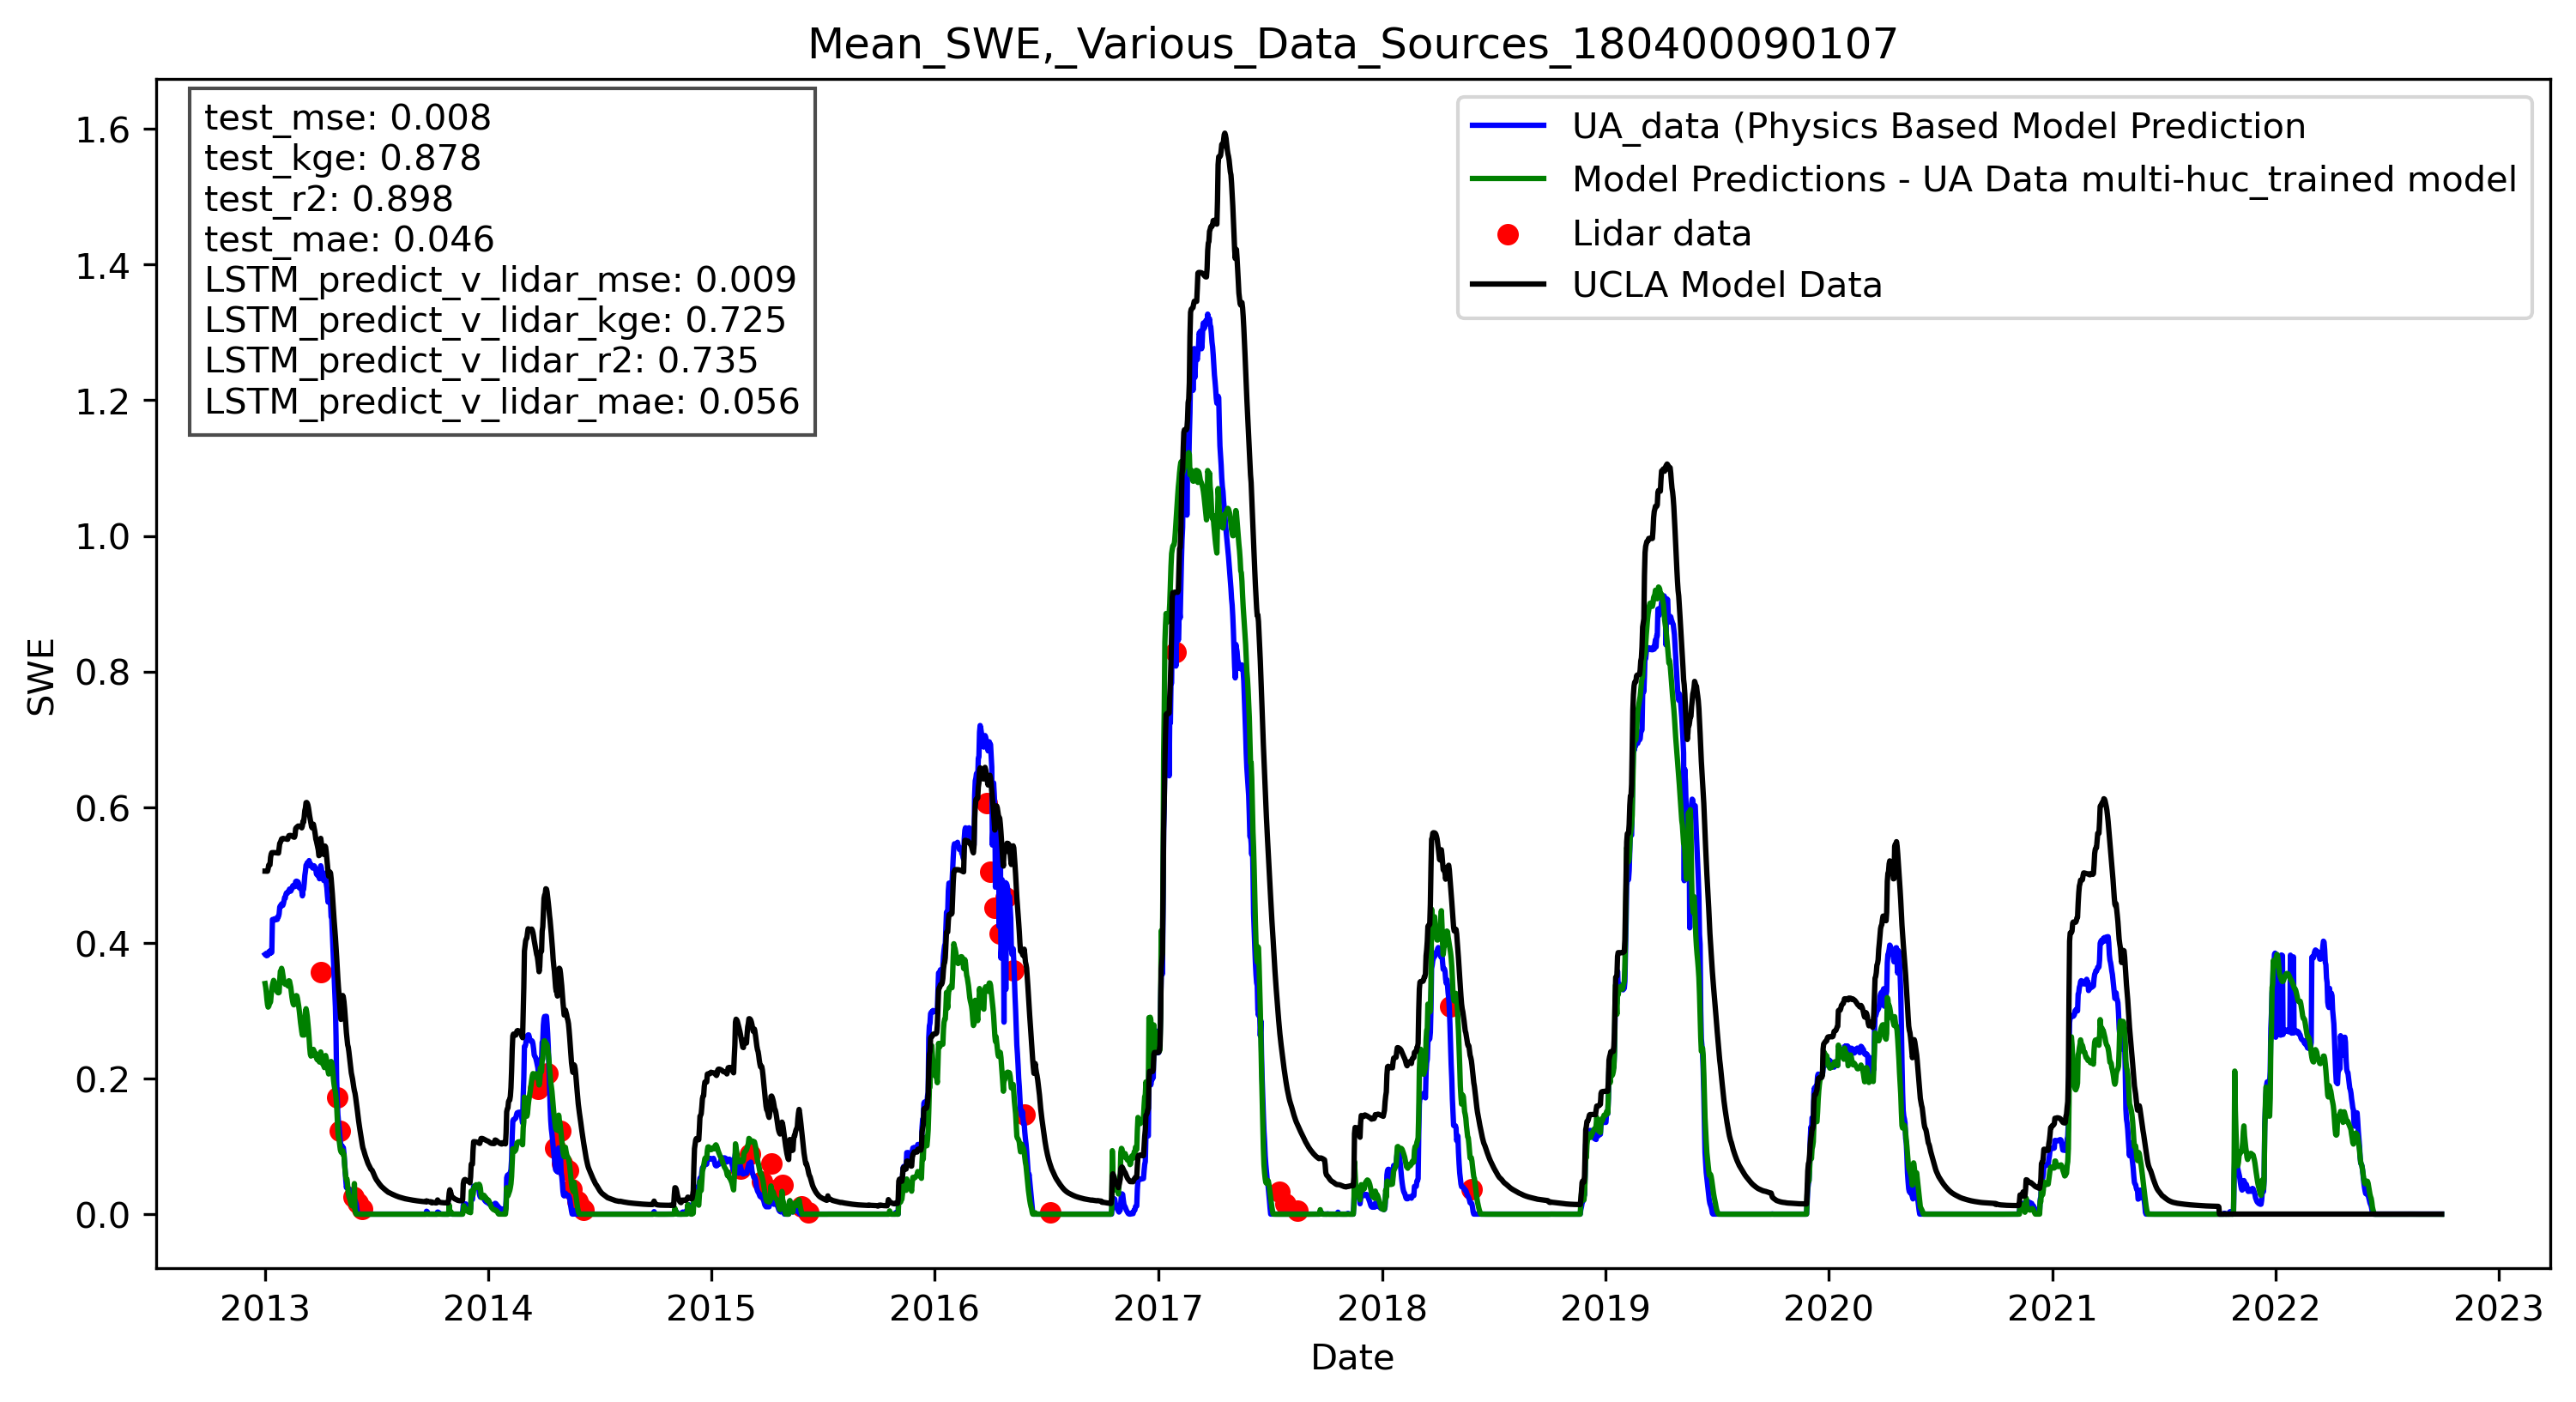 Mean_SWE,_Various_Data_Sources_180400090107
test_mse: 0.008
test_kge: 0.878
test_r2: 0.898
test_mae: 0.046
LSTM_predict_v_lidar_mse: 0.009
LSTM_predict_v_lidar_kge: 0.725
LSTM_predict_v_lidar_r2: 0.735
LSTM_predict_v_lidar_mae: 0.056
UA_data (Physics Based Model Prediction
Model Predictions - UA Data multi-huc_trained model
Lidar data
UCLA Model Data
SWE
1.6
1.4
1.2
1.0
0.8
0.6
0.4
0.2
0.0
2013 2014 2015 2016 2017 2018 2019 2020 2021 2022 2023
Date